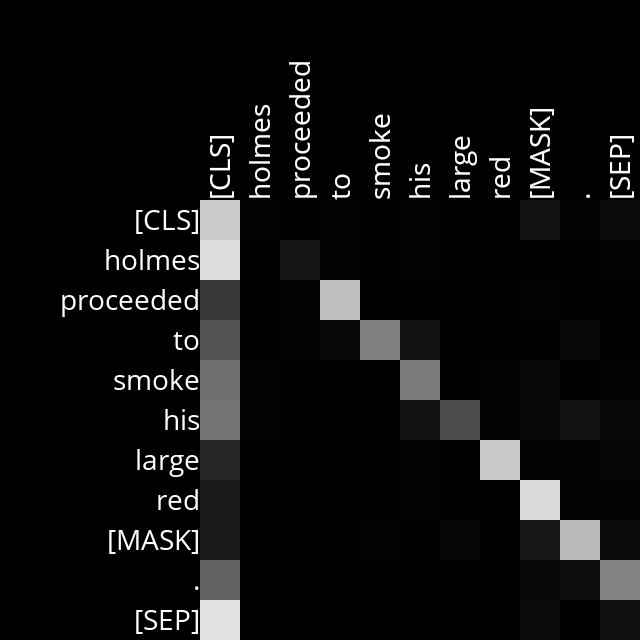 [CLS] holmes proceeded to smoke his large red [MASK] . [SEP]
[CLS]
holmes
proceeded
to
smoke
his
large
red
[MASK]
.
[SEP]